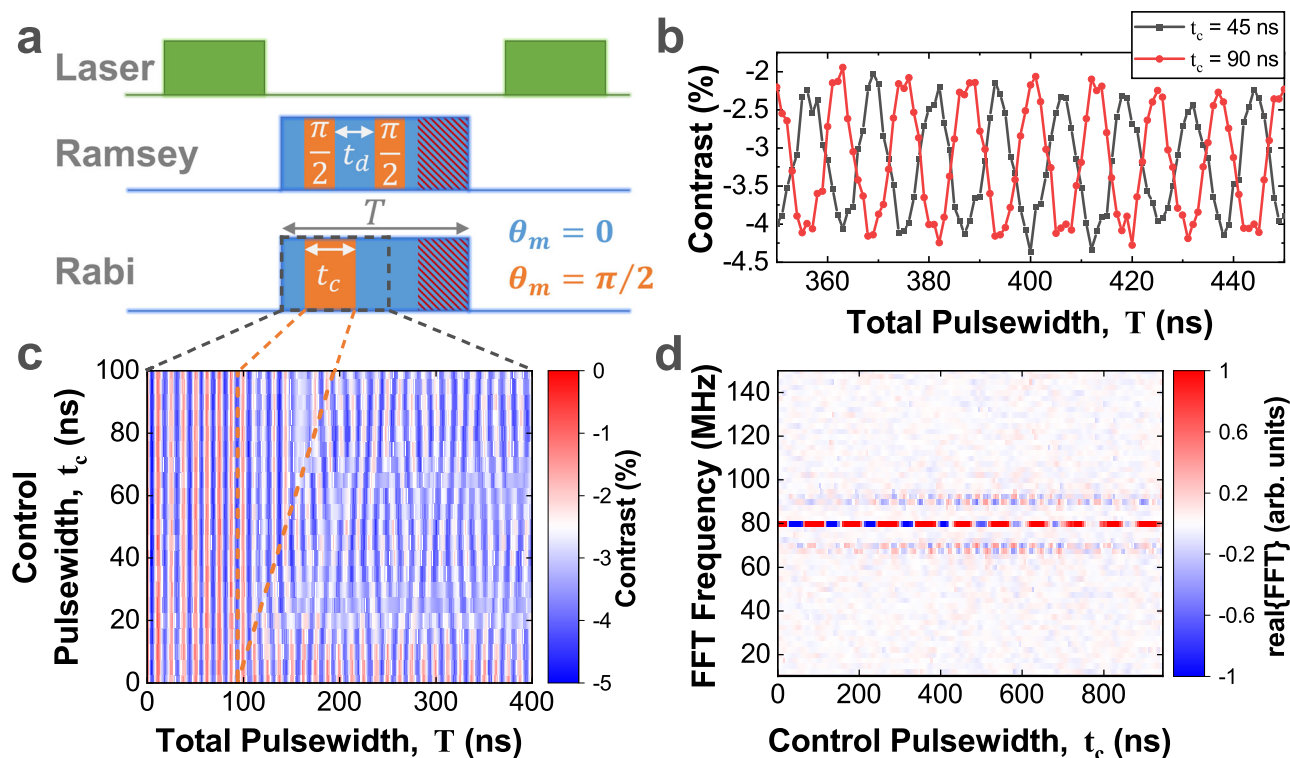 a
Laser
Ramsey
π/2 t_d π/2
T
Rabi
t_c
θ_m = 0
θ_m = π/2
b
t_c = 45 ns
t_c = 90 ns
Contrast (%)
-2
-2.5
-3
-3.5
-4
-4.5
360 380 400 420 440
Total Pulsewidth, T (ns)
c
Control
Pulsewidth, t_c (ns)
100
80
60
40
20
0
0 100 200 300 400
Total Pulsewidth, T (ns)
0
-1
-2
-3
-4
-5
Contrast (%)
d
FFT Frequency (MHz)
140
120
100
80
60
40
20
0 200 400 600 800
Control Pulsewidth, t_c (ns)
1
0.6
0.2
-0.2
-0.6
-1
real{FFT} (arb. units)